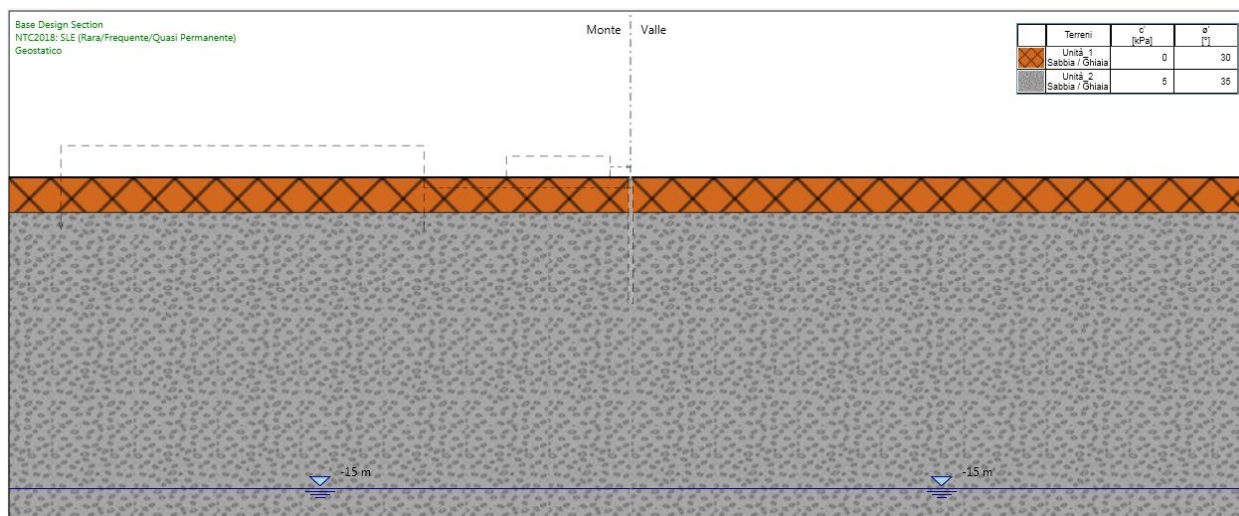 Base Design Section
NTC2018: SLE (Rara/Frequente/Quasi Permanente)
Geostatico
Monte Valle
Terreni c' ø'
[kPa] [°]
Unità_1
Sabbia / Ghiaia 0 30
Unità_2
Sabbia / Ghiaia 5 35
-15 m -15 m